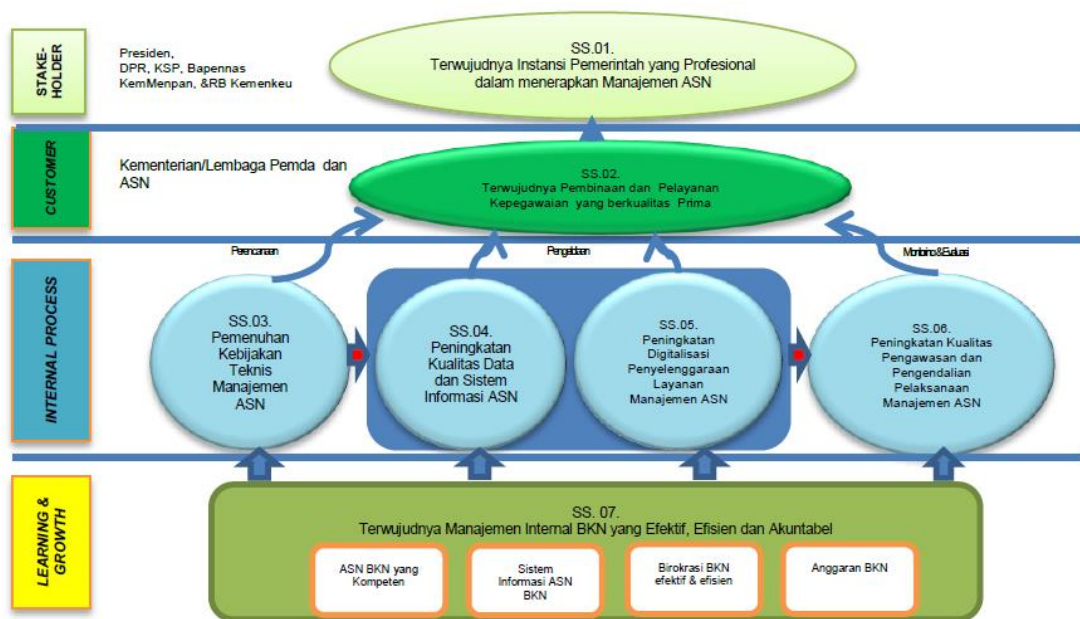 STAKE-
HOLDER
Presiden,
DPR, KSP, Bapennas
KemMenpan, &RB Kemenkeu
SS.01.
Terwujudnya Instansi Pemerintah yang Profesional
dalam menerapkan Manajemen ASN
CUSTOMER
Kementerian/Lembaga Pemda dan
ASN
SS.02.
Terwujudnya Pembinaan dan Pelayanan
Kepegawaian yang berkualitas Prima
Perencanaan
Monitoring & Evaluasi
INTERNAL PROCESS
SS.03.
Pemenuhan
Kebijakan
Teknis
Manajemen
ASN
SS.04.
Peningkatan
Kualitas Data
dan Sistem
Informasi ASN
SS.05.
Peningkatan
Digitalisasi
Penyelenggaraan
Layanan
Manajemen ASN
SS.06.
Peningkatan Kualitas
Pengawasan dan
Pengendalian
Pelaksanaan
Manajemen ASN
LEARNING &
GROWTH
SS. 07.
Terwujudnya Manajemen Internal BKN yang Efektif, Efisien dan Akuntabel
ASN BKN yang
Kompeten
Sistem
Informasi ASN
BKN
Birokrasi BKN
efektif & efisien
Anggaran BKN